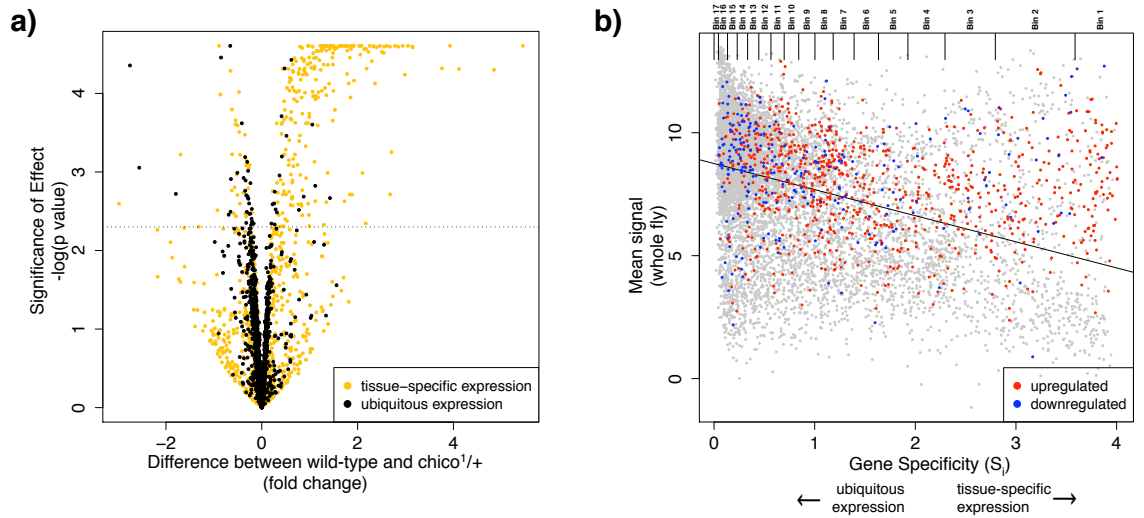 a)
Significance of Effect
-log(p value)
0
1
2
3
4
−2
0
2
4
Difference between wild-type and chico¹/+
(fold change)
tissue−specific expression
ubiquitous expression
b)
Bin 17
Bin 16
Bin 15
Bin 14
Bin 13
Bin 12
Bin 11
Bin 10
Bin 9
Bin 8
Bin 7
Bin 6
Bin 5
Bin 4
Bin 3
Bin 2
Bin 1
Mean signal
(whole fly)
0
5
10
0
1
2
3
4
upregulated
downregulated
Gene Specificity (Sᵢ)
← ubiquitous
expression
tissue-specific →
expression